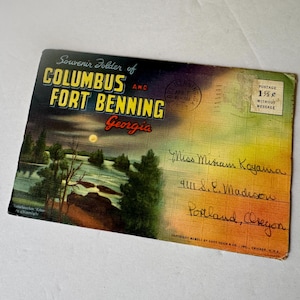 Souvenir Folder of
COLUMBUS AND
FORT BENNING
Georgia
POSTAGE
1½¢
WITHOUT
MESSAGE
Miss Miriam Koyama
411 S.E. Madison
Portland, Oregon